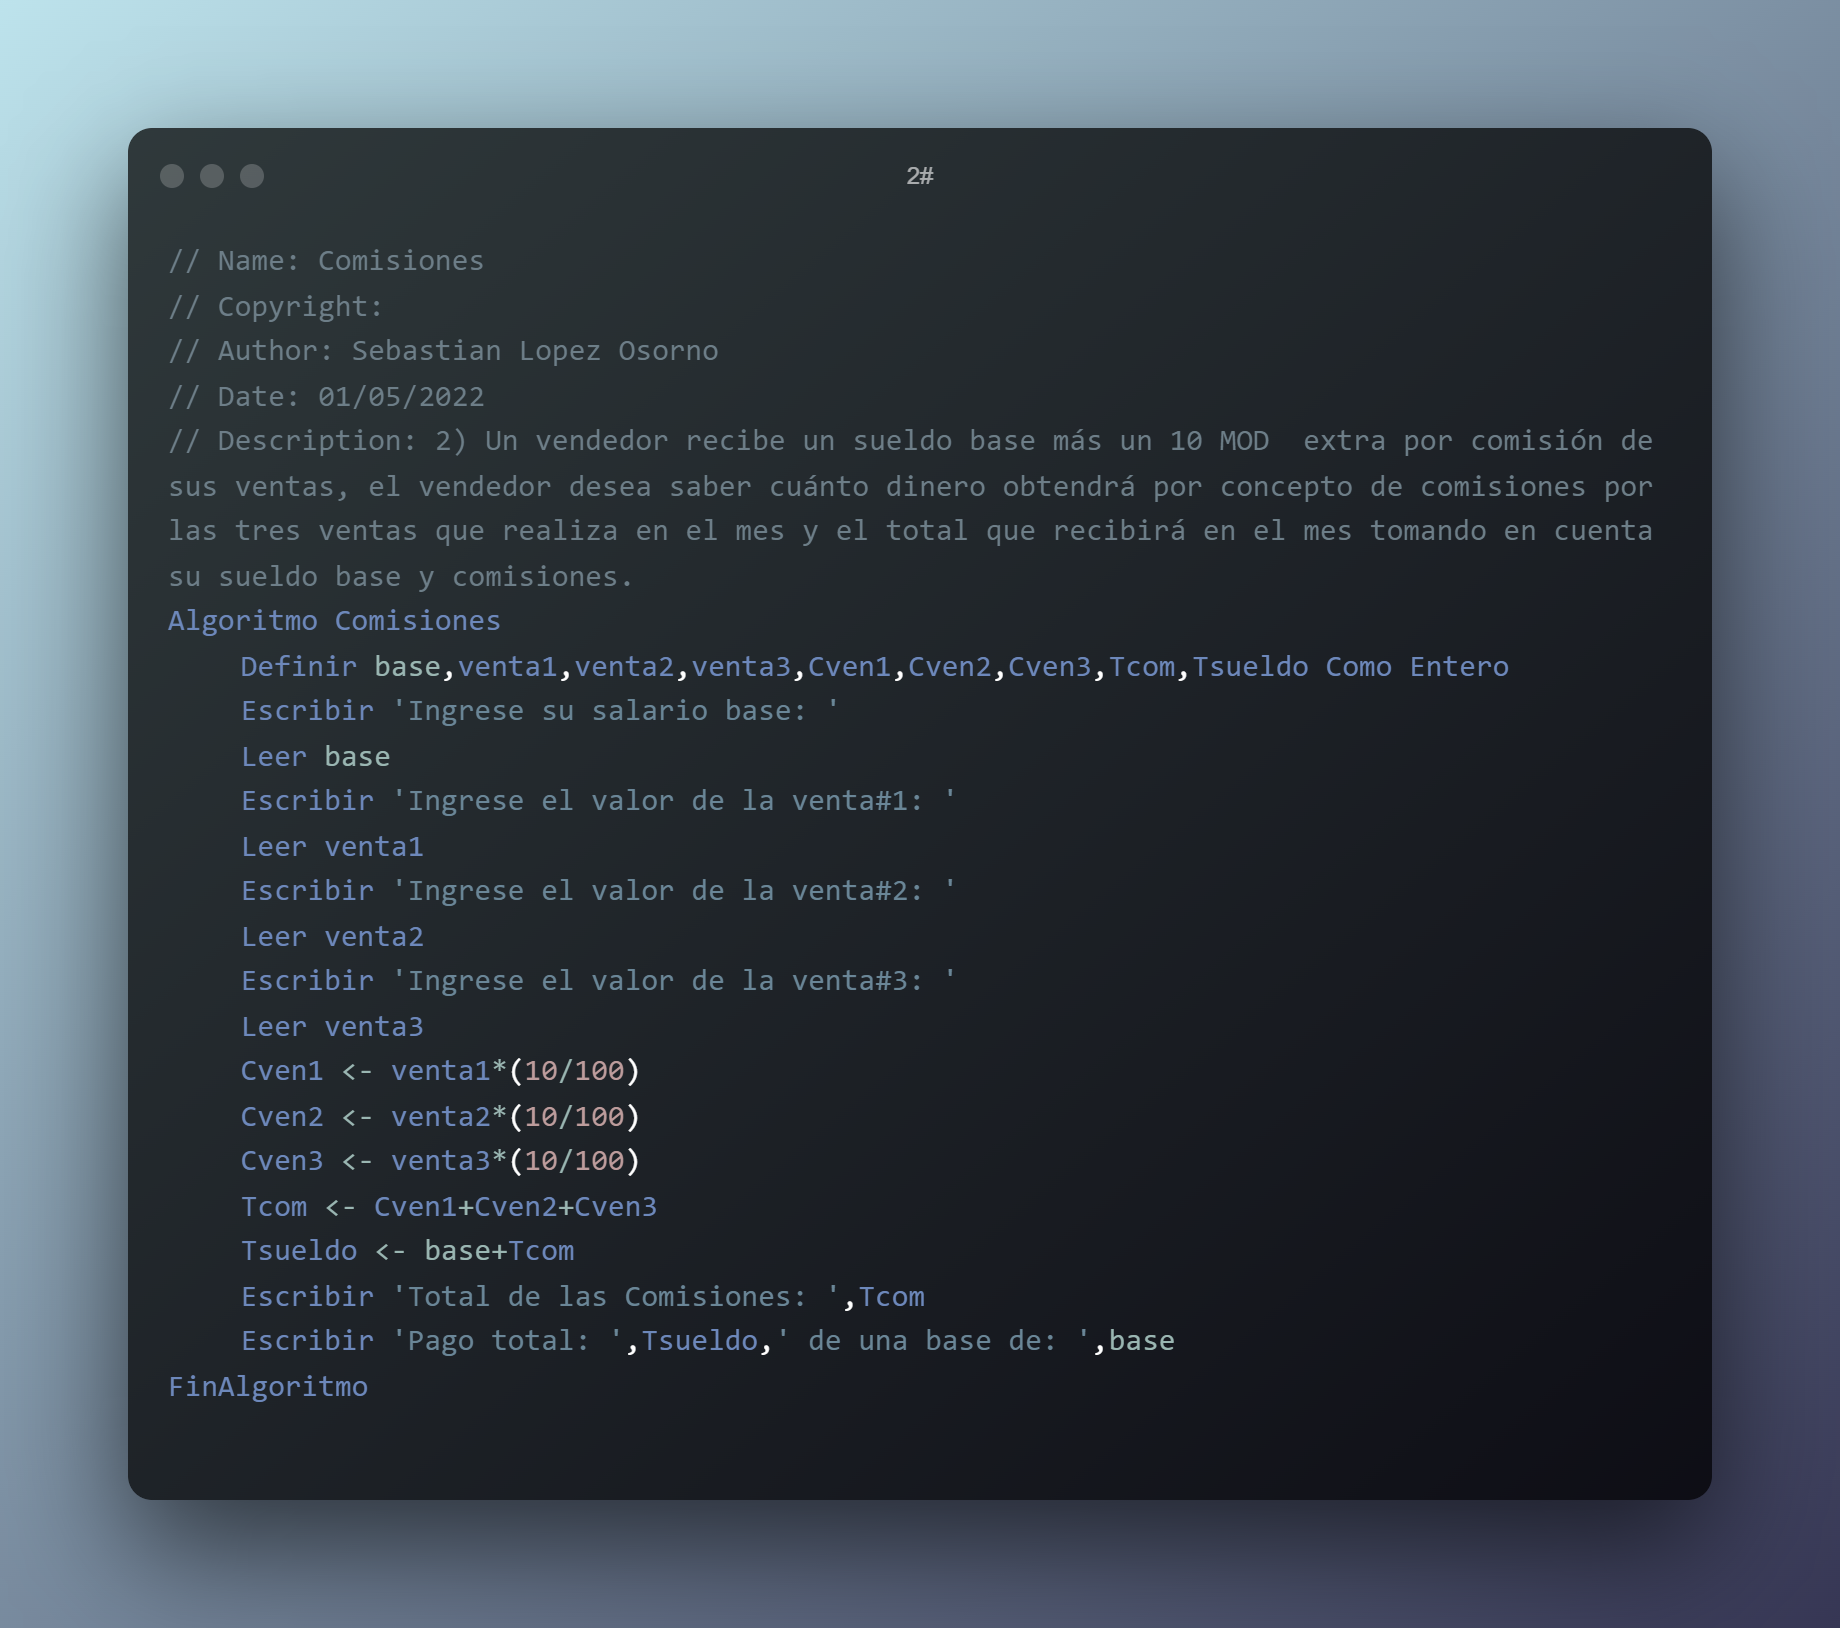 2#
// Name: Comisiones
// Copyright:
// Author: Sebastian Lopez Osorno
// Date: 01/05/2022
// Description: 2) Un vendedor recibe un sueldo base más un 10 MOD  extra por comisión de
sus ventas, el vendedor desea saber cuánto dinero obtendrá por concepto de comisiones por
las tres ventas que realiza en el mes y el total que recibirá en el mes tomando en cuenta
su sueldo base y comisiones.
Algoritmo Comisiones
    Definir base,venta1,venta2,venta3,Cven1,Cven2,Cven3,Tcom,Tsueldo Como Entero
    Escribir 'Ingrese su salario base: '
    Leer base
    Escribir 'Ingrese el valor de la venta#1: '
    Leer venta1
    Escribir 'Ingrese el valor de la venta#2: '
    Leer venta2
    Escribir 'Ingrese el valor de la venta#3: '
    Leer venta3
    Cven1 <- venta1*(10/100)
    Cven2 <- venta2*(10/100)
    Cven3 <- venta3*(10/100)
    Tcom <- Cven1+Cven2+Cven3
    Tsueldo <- base+Tcom
    Escribir 'Total de las Comisiones: ',Tcom
    Escribir 'Pago total: ',Tsueldo,' de una base de: ',base
FinAlgoritmo